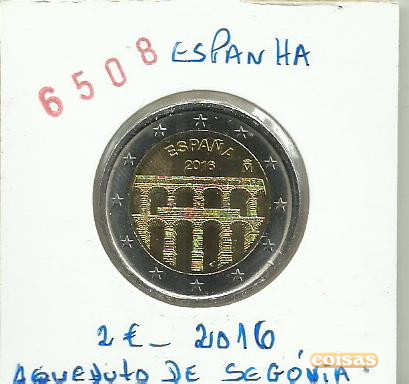 6508 ESPANHA
ESPAÑA
2016
M
2€ - 2016
AQUEDUTO DE SEGÓVIA
coisas